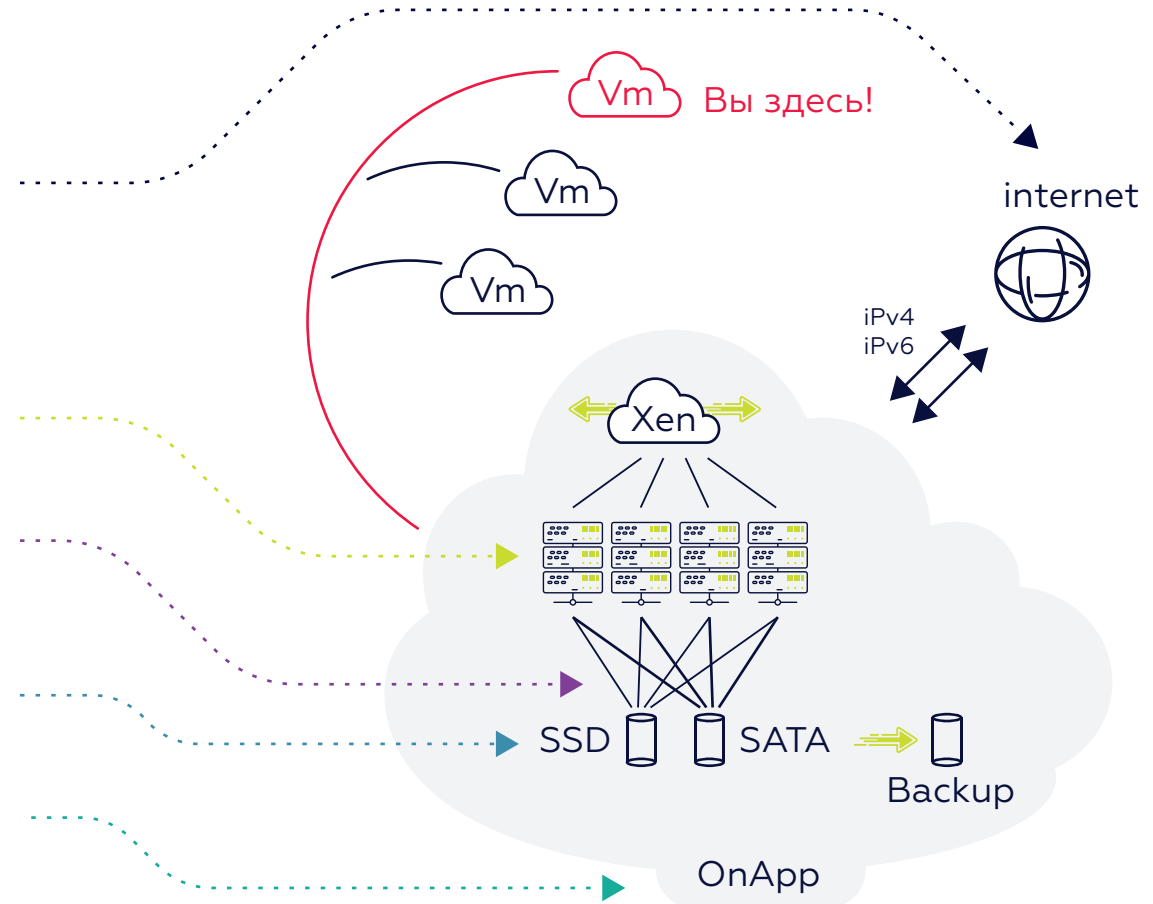 Vm
Вы здесь!
Vm
internet
Vm
iPv4
iPv6
Xen
SSD
SATA
Backup
OnApp